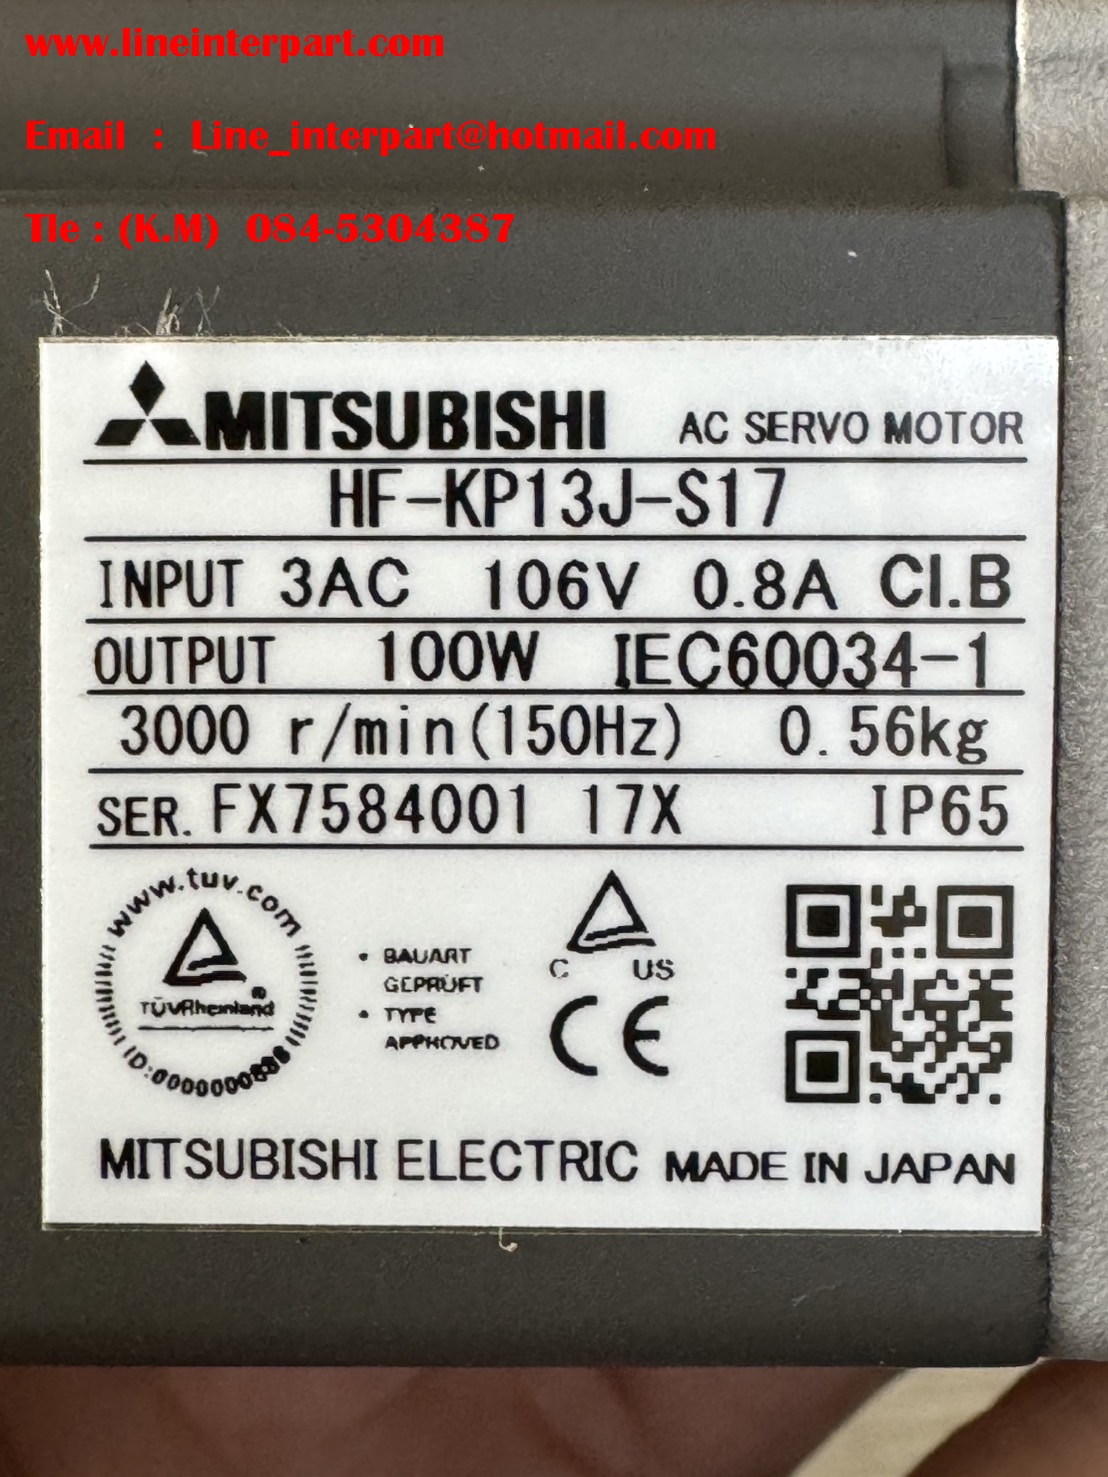 www.lineinterpart.com
Email : Line_interpart@hotmail.com
Tle : (K.M) 084-5304387
MITSUBISHI AC SERVO MOTOR
HF-KP13J-S17
INPUT 3AC 106V 0.8A CI.B
OUTPUT 100W IEC60034-1
3000 r/min(150Hz) 0.56kg
SER. FX7584001 17X IP65
www.tuv.com
TÜVRheinland®
• BAUART
GEPRÜFT
• TYPE
APPROVED
C US
CE
MITSUBISHI ELECTRIC MADE IN JAPAN